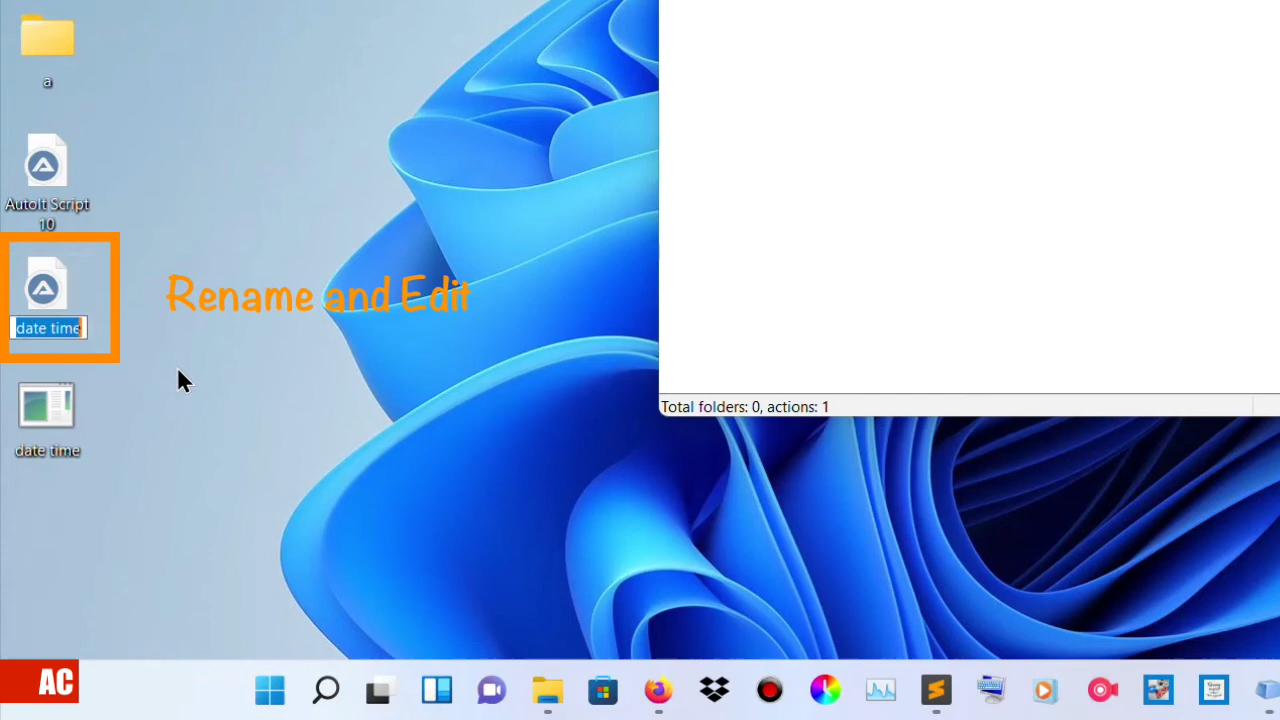 a
AutoIt Script
10
date time
Rename and Edit
date time
Total folders: 0, actions: 1
AC